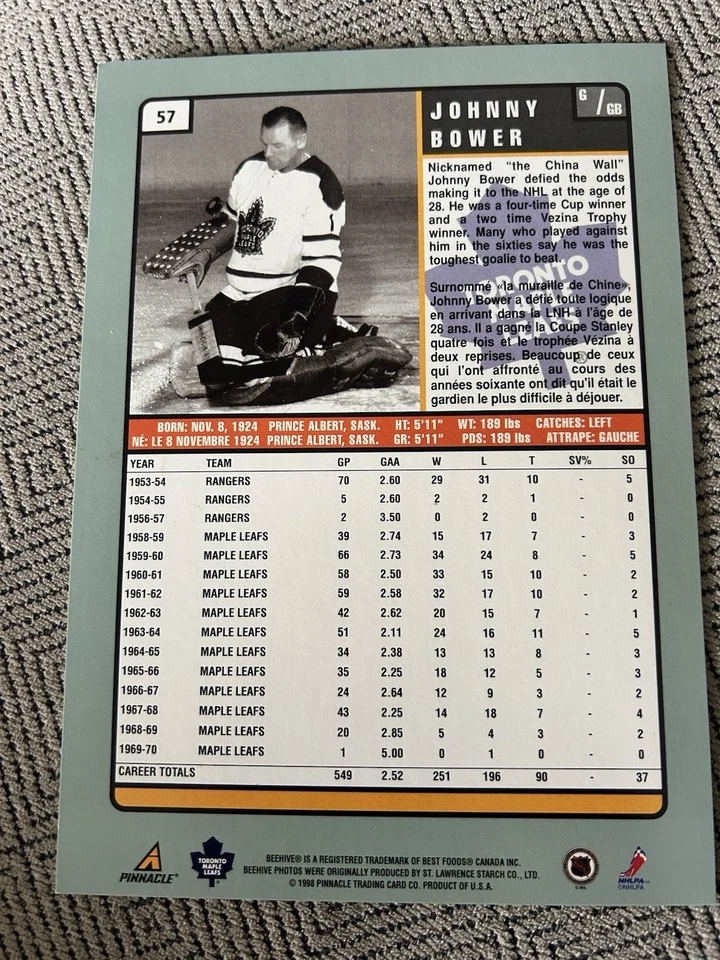 57
JOHNNY
BOWER
G / GB
Nicknamed "the China Wall"
Johnny Bower defied the odds
making it to the NHL at the age of
28. He was a four-time Cup winner
and a two time Vezina Trophy
winner. Many who played against
him in the sixties say he was the
toughest goalie to beat.
Surnommé «la muraille de Chine»,
Johnny Bower a défié toute logique
en arrivant dans la LNH à l'âge de
28 ans. Il a gagné la Coupe Stanley
quatre fois et le trophée Vézina à
deux reprises. Beaucoup de ceux
qui l'ont affronté au cours des
années soixante ont dit qu'il était le
gardien le plus difficile à déjouer.
TORONTO
MAPLE
LEAFS
BORN: NOV. 8, 1924 PRINCE ALBERT, SASK. HT: 5'11" WT: 189 lbs CATCHES: LEFT
NÉ: LE 8 NOVEMBRE 1924 PRINCE ALBERT, SASK. GR: 5'11" PDS: 189 lbs ATTRAPE: GAUCHE
YEAR TEAM GP GAA W L T SV% SO
1953-54 RANGERS 70 2.60 29 31 10 - 5
1954-55 RANGERS 5 2.60 2 2 1 - 0
1956-57 RANGERS 2 3.50 0 2 0 - 0
1958-59 MAPLE LEAFS 39 2.74 15 17 7 - 3
1959-60 MAPLE LEAFS 66 2.73 34 24 8 - 5
1960-61 MAPLE LEAFS 58 2.50 33 15 10 - 2
1961-62 MAPLE LEAFS 59 2.58 32 17 10 - 2
1962-63 MAPLE LEAFS 42 2.62 20 15 7 - 1
1963-64 MAPLE LEAFS 51 2.11 24 16 11 - 5
1964-65 MAPLE LEAFS 34 2.38 13 13 8 - 3
1965-66 MAPLE LEAFS 35 2.25 18 12 5 - 3
1966-67 MAPLE LEAFS 24 2.64 12 9 3 - 2
1967-68 MAPLE LEAFS 43 2.25 14 18 7 - 4
1968-69 MAPLE LEAFS 20 2.85 5 4 3 - 2
1969-70 MAPLE LEAFS 1 5.00 0 1 0 - 0
CAREER TOTALS 549 2.52 251 196 90 - 37
PINNACLE®
TORONTO
MAPLE
LEAFS
BEEHIVE® IS A REGISTERED TRADEMARK OF BEST FOODS® CANADA INC.
BEEHIVE PHOTOS WERE ORIGINALLY PRODUCED BY ST. LAWRENCE STARCH CO., LTD.
© 1998 PINNACLE TRADING CARD CO. PRODUCT OF U.S.A.
NHLPA™
©NHLPA